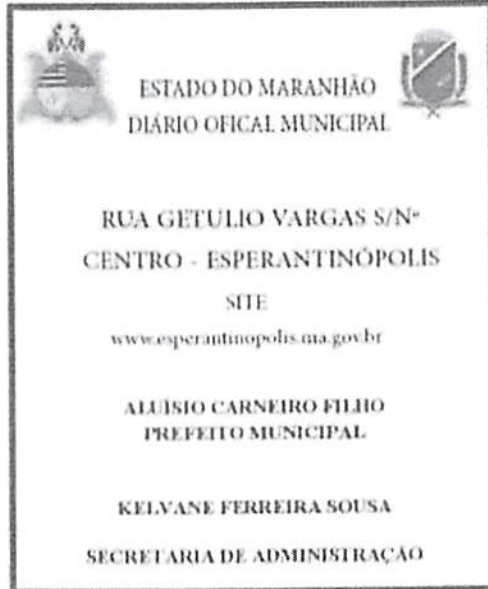 ESTADO DO MARANHÃO
DIÁRIO OFICAL MUNICIPAL
RUA GETULIO VARGAS S/Nº
CENTRO - ESPERANTINÓPOLIS
SITE
www.esperantinopolis.ma.gov.br
ALUISIO CARNEIRO FILHO
PREFEITO MUNICIPAL
KELVANE FERREIRA SOUSA
SECRETARIA DE ADMINISTRAÇÃO